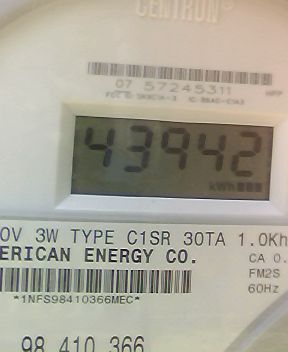 CENTRON®
07 57245311
43942
kWh
0V 3W TYPE C1SR 30TA 1.0Kh
ERICAN ENERGY CO.
CA 0.
FM2S
*1NFS98410366MEC*
60Hz
98 410 366